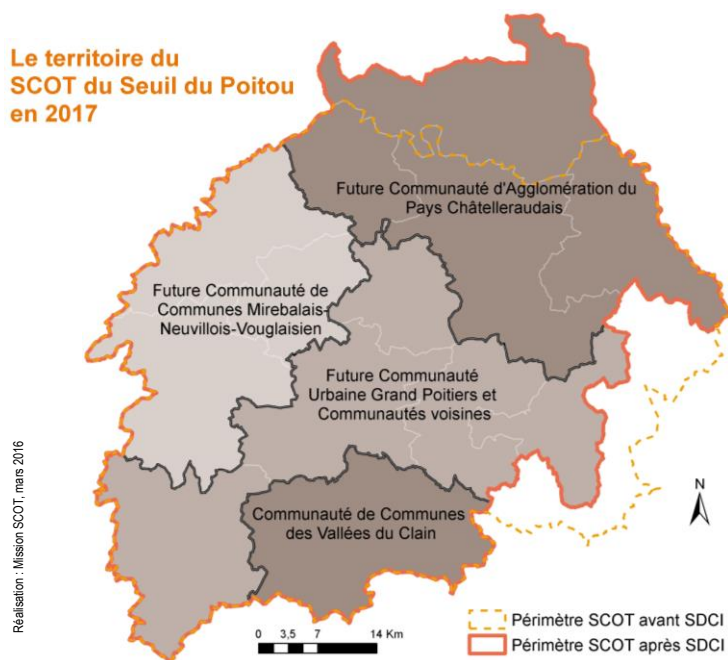 Le territoire du
SCOT du Seuil du Poitou
en 2017
Future Communauté d'Agglomération du
Pays Châtelleraudais
Future Communauté de
Communes Mirebalais-
Neuvillois-Vouglaisien
Future Communauté
Urbaine Grand Poitiers et
Communautés voisines
Communauté de Communes
des Vallées du Clain
Réalisation : Mission SCOT, mars 2016
N
0 3,5 7 14 Km
Périmètre SCOT avant SDCI
Périmètre SCOT après SDCI